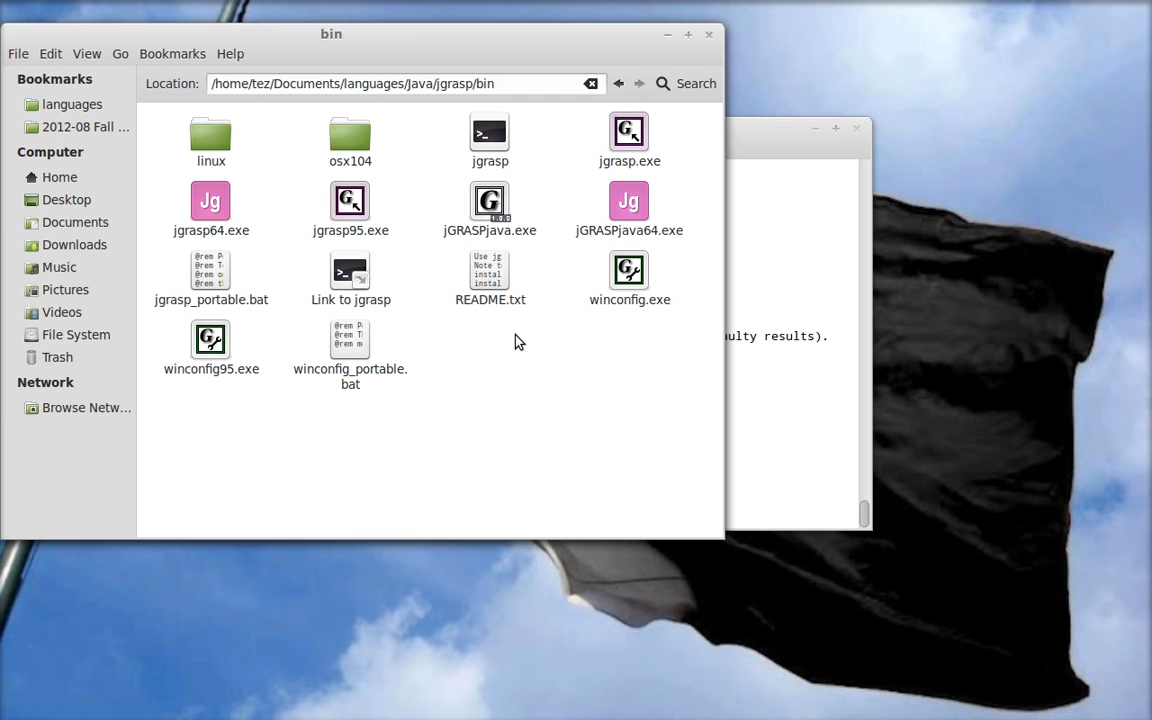 bin
File Edit View Go Bookmarks Help
Bookmarks
languages
2012-08 Fall ...
Computer
Home
Desktop
Documents
Downloads
Music
Pictures
Videos
File System
Trash
Network
Browse Netw...
Location: /home/tez/Documents/languages/Java/jgrasp/bin Search
linux osx104 jgrasp jgrasp.exe
jgrasp64.exe jgrasp95.exe jGRASPjava.exe jGRASPjava64.exe
jgrasp_portable.bat Link to jgrasp README.txt winconfig.exe
winconfig95.exe winconfig_portable.
bat
ulty results).